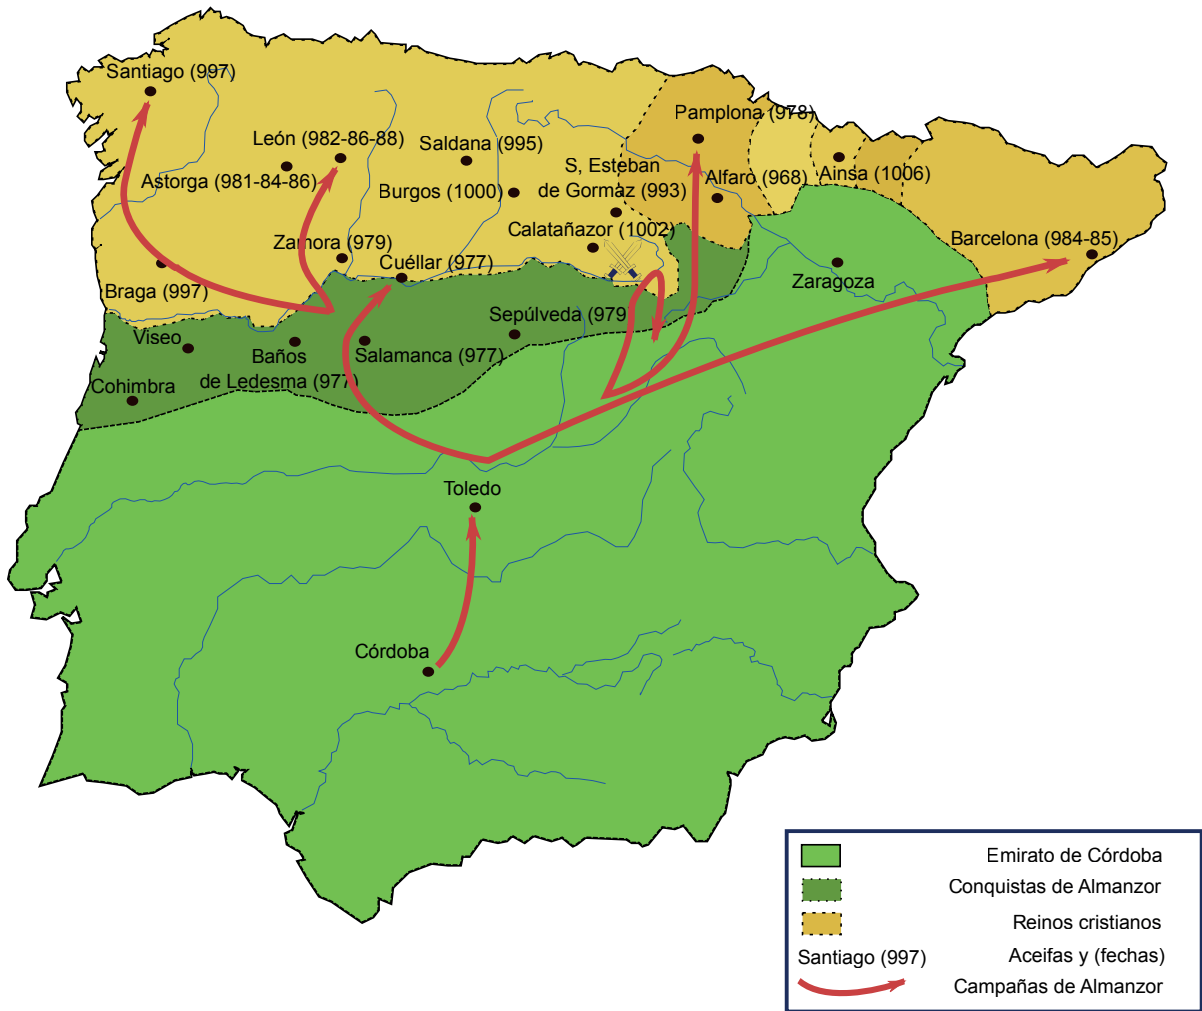 Santiago (997)
Pamplona (978)
León (982-86-88)
Saldana (995)
S, Esteban
de Gormaz (993)
Astorga (981-84-86)
Burgos (1000)
Alfaro (968)
Ainsa (1006)
Calatañazor (1002)
Zamora (979)
Cuéllar (977)
Barcelona (984-85)
Zaragoza
Braga (997)
Sepúlveda (979)
Viseo
Baños
de Ledesma (977)
Salamanca (977)
Cohimbra
Toledo
Córdoba
Emirato de Córdoba
Conquistas de Almanzor
Reinos cristianos
Santiago (997) Aceifas y (fechas)
Campañas de Almanzor